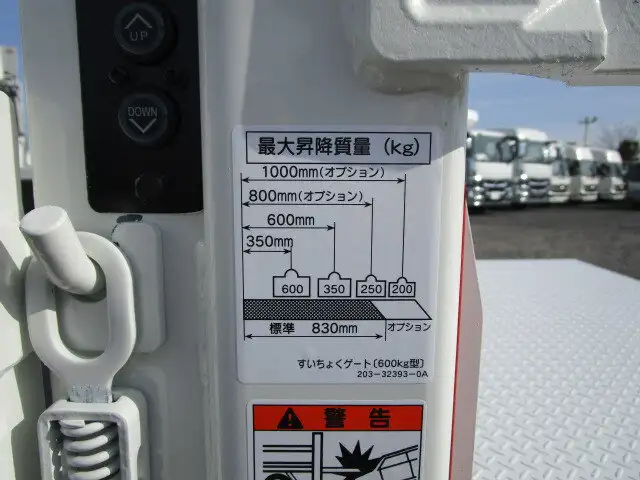 UP
DOWN
最大昇降質量 (kg)
1000mm(オプション)
800mm(オプション)
600mm
350mm
600 350 250 200
標準 830mm オプション
すいちょくゲート〔600kg型〕
203-32393-0A
警告